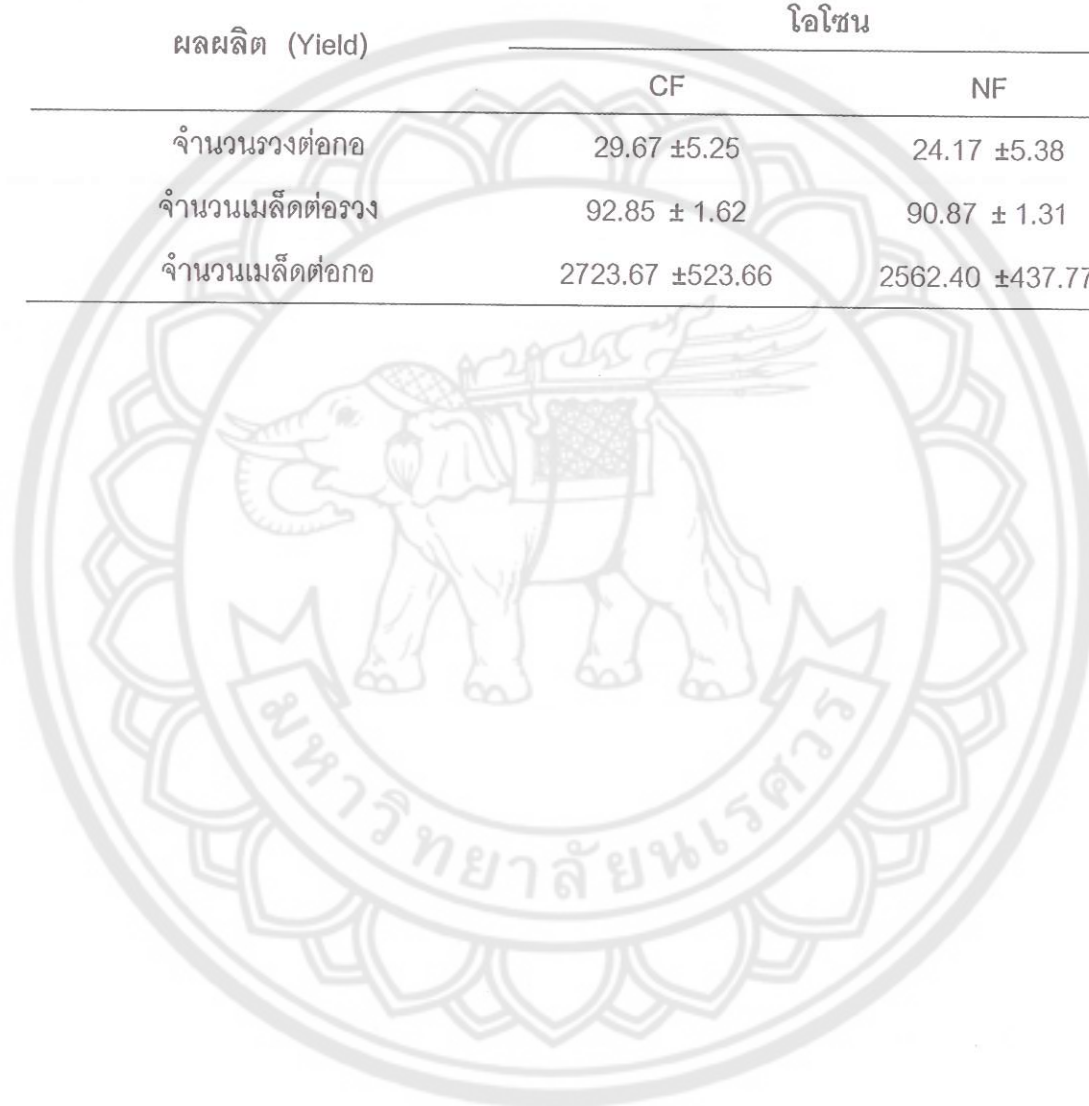 ผลผลิต (Yield) โอโซน
CF NF
จำนวนรวงต่อกอ 29.67 ±5.25 24.17 ±5.38
จำนวนเมล็ดต่อรวง 92.85 ± 1.62 90.87 ± 1.31
จำนวนเมล็ดต่อกอ 2723.67 ±523.66 2562.40 ±437.77
มหาวิทยาลัยนเรศวร